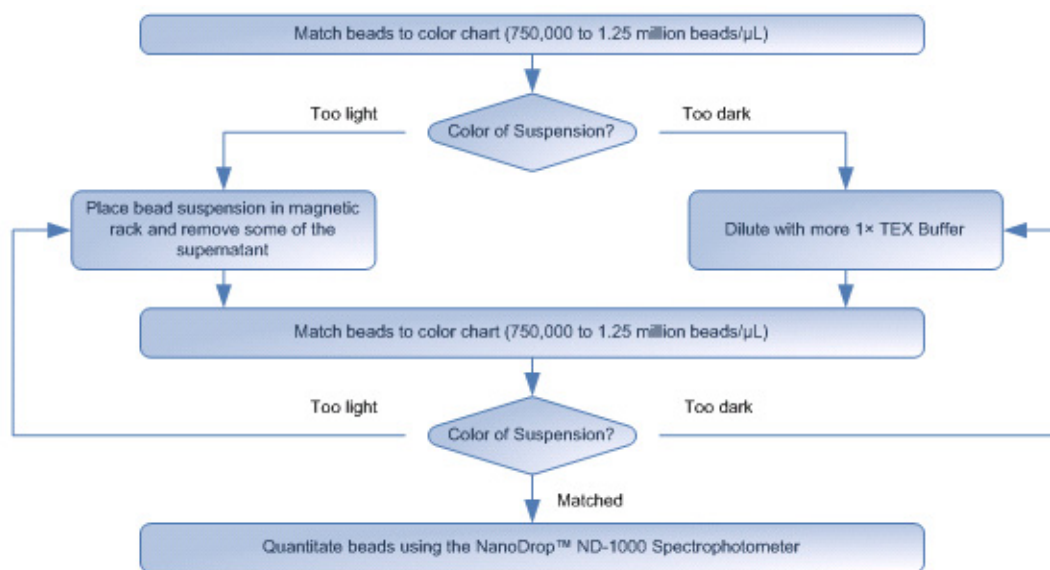 Match beads to color chart (750,000 to 1.25 million beads/µL)
Too light
Color of Suspension?
Too dark
Place bead suspension in magnetic
rack and remove some of the
supernatant
Dilute with more 1× TEX Buffer
Match beads to color chart (750,000 to 1.25 million beads/µL)
Too light
Color of Suspension?
Too dark
Matched
Quantitate beads using the NanoDrop™ ND-1000 Spectrophotometer